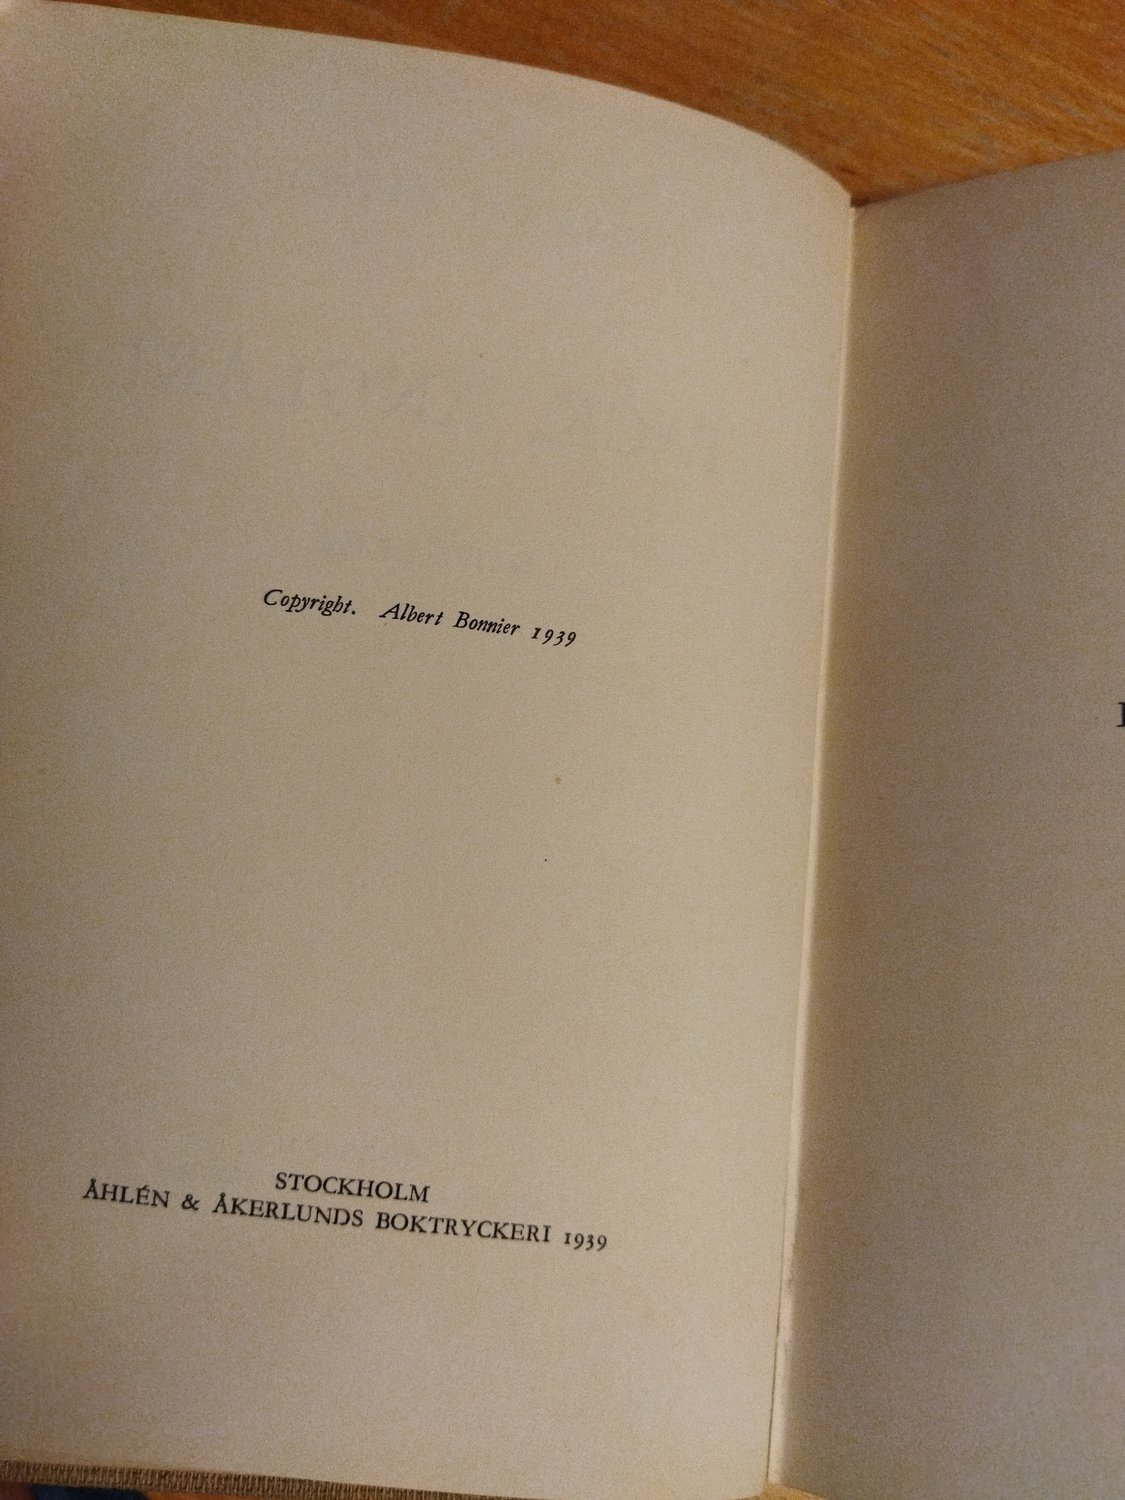 Copyright. Albert Bonnier 1939
STOCKHOLM
ÅHLÉN & ÅKERLUNDS BOKTRYCKERI 1939